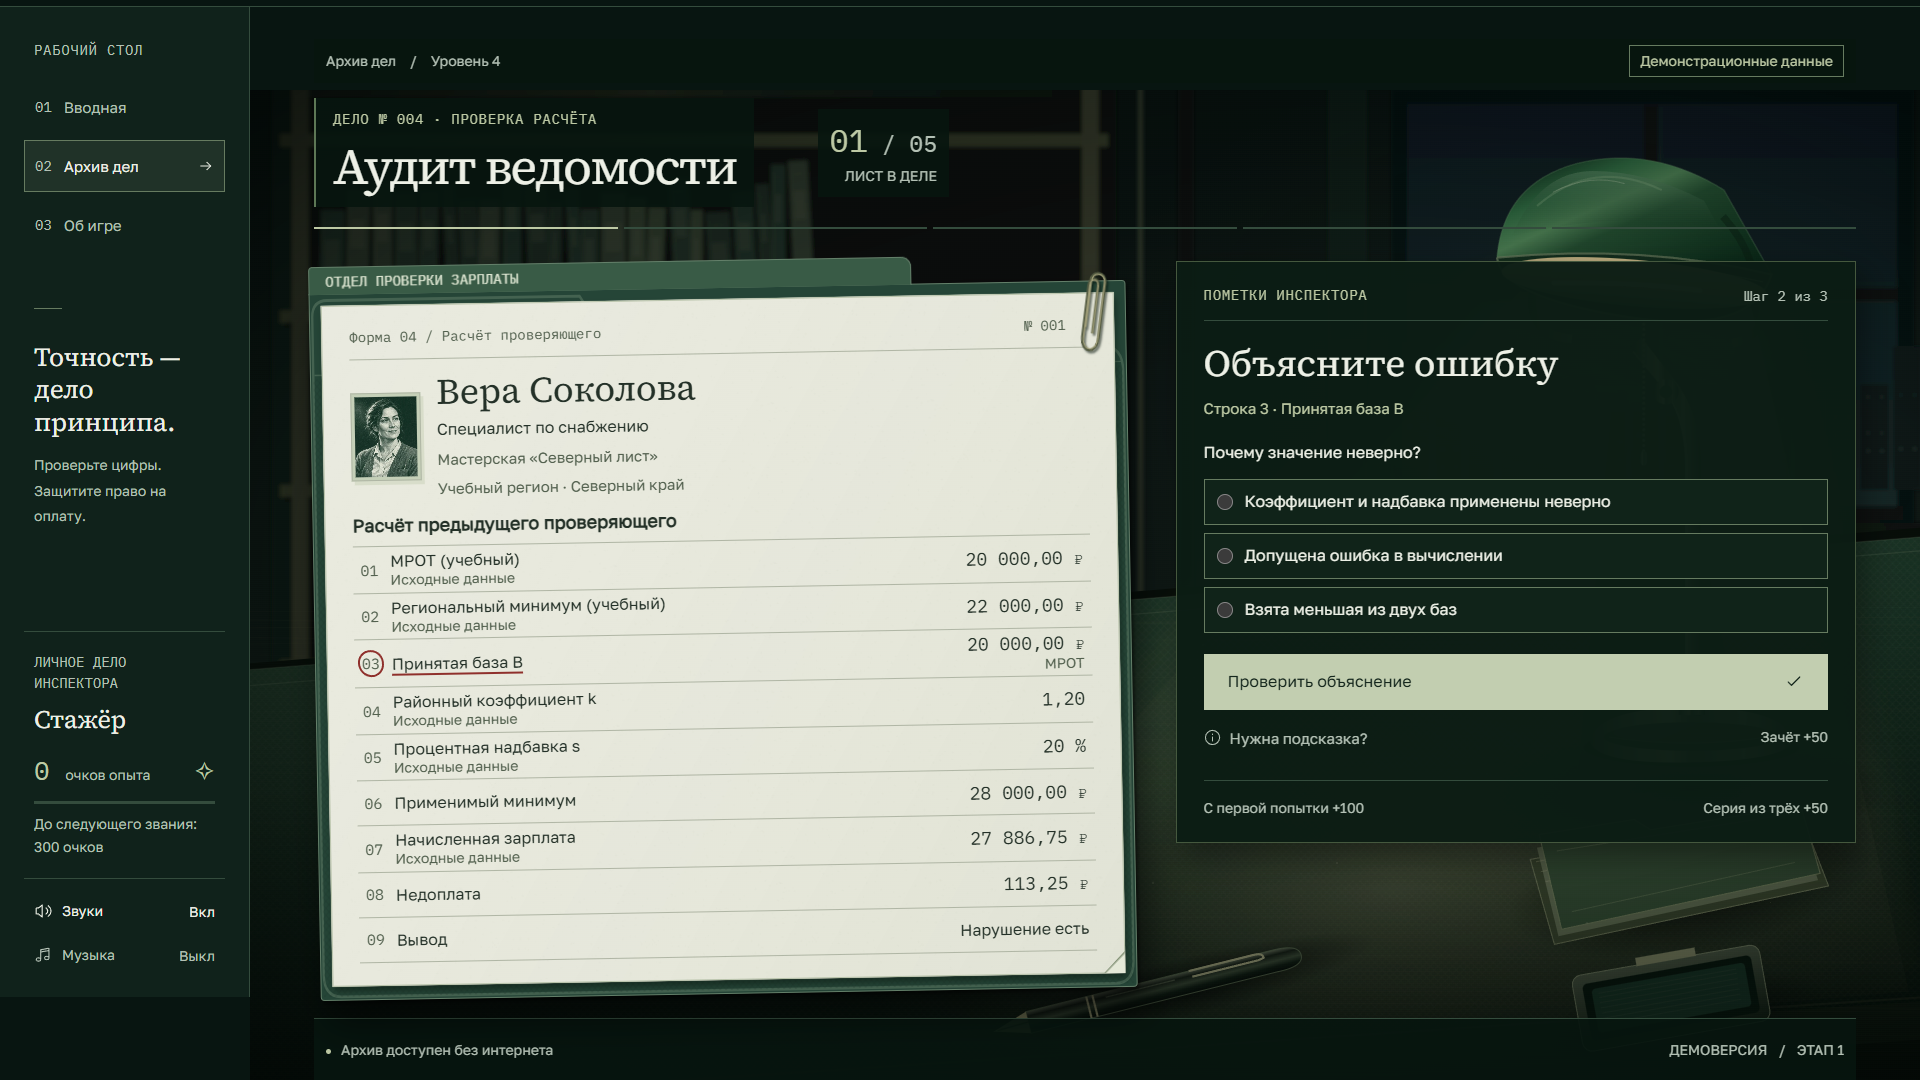 РАБОЧИЙ СТОЛ
01 Вводная
02 Архив дел
03 Об игре
Точность —
дело
принципа.
Проверьте цифры.
Защитите право на
оплату.
ЛИЧНОЕ ДЕЛО
ИНСПЕКТОРА
Стажёр
0 очков опыта
До следующего звания:
300 очков
Звуки Вкл
Музыка Выкл
Архив дел / Уровень 4
Демонстрационные данные
ДЕЛО № 004 · ПРОВЕРКА РАСЧЁТА
Аудит ведомости
01 / 05
ЛИСТ В ДЕЛЕ
ОТДЕЛ ПРОВЕРКИ ЗАРПЛАТЫ
Форма 04 / Расчёт проверяющего
№ 001
Вера Соколова
Специалист по снабжению
Мастерская «Северный лист»
Учебный регион · Северный край
Расчёт предыдущего проверяющего
01 МРОТ (учебный) 20 000,00 ₽
Исходные данные
02 Региональный минимум (учебный) 22 000,00 ₽
Исходные данные
03 Принятая база B 20 000,00 ₽
МРОТ
04 Районный коэффициент k 1,20
Исходные данные
05 Процентная надбавка s 20 %
Исходные данные
06 Применимый минимум 28 000,00 ₽
07 Начисленная зарплата 27 886,75 ₽
Исходные данные
08 Недоплата 113,25 ₽
09 Вывод Нарушение есть
ПОМЕТКИ ИНСПЕКТОРА
Шаг 2 из 3
Объясните ошибку
Строка 3 · Принятая база B
Почему значение неверно?
Коэффициент и надбавка применены неверно
Допущена ошибка в вычислении
Взята меньшая из двух баз
Проверить объяснение
Нужна подсказка?
Зачёт +50
С первой попытки +100
Серия из трёх +50
Архив доступен без интернета
ДЕМОВЕРСИЯ / ЭТАП 1